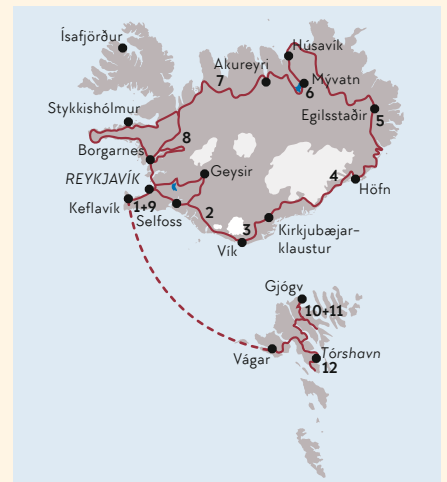 Ísafjörður
Húsavík
Akureyri
7
Mývatn
6
Stykkishólmur
Egilsstaðir
5
8
Borgarnes
REYKJAVÍK
Geysir
4
Höfn
Keflavík
1+9
Selfoss
2
3
Kirkjubæjar-
klaustur
Vík
Gjógv
10+11
Vágar
Tórshavn
12